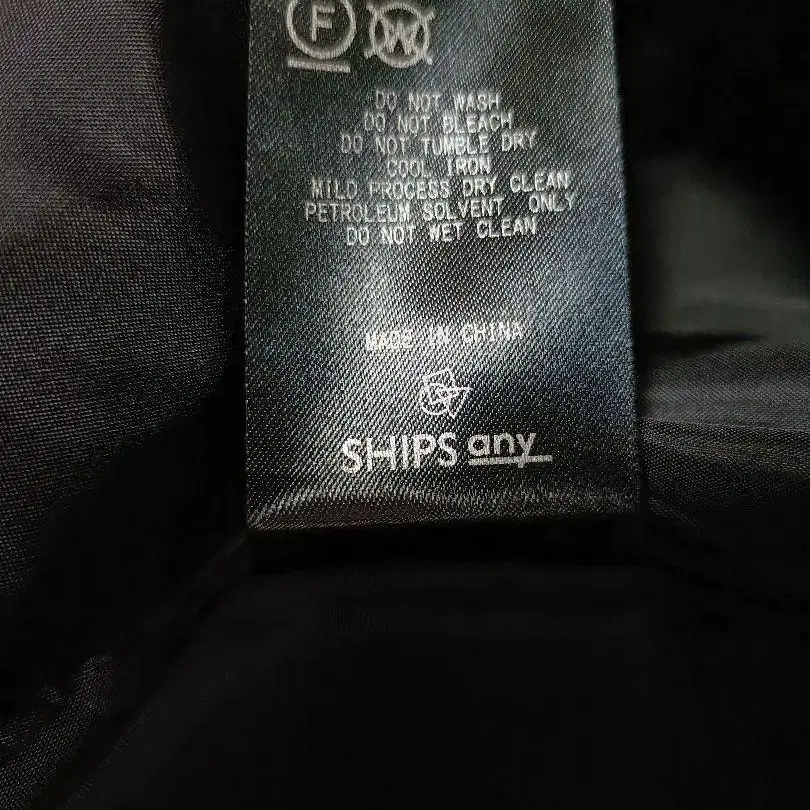 F W
DO NOT WASH
DO NOT BLEACH
DO NOT TUMBLE DRY
COOL IRON
MILD PROCESS DRY CLEAN
PETROLEUM SOLVENT ONLY
DO NOT WET CLEAN
MADE IN CHINA
SHIPS any